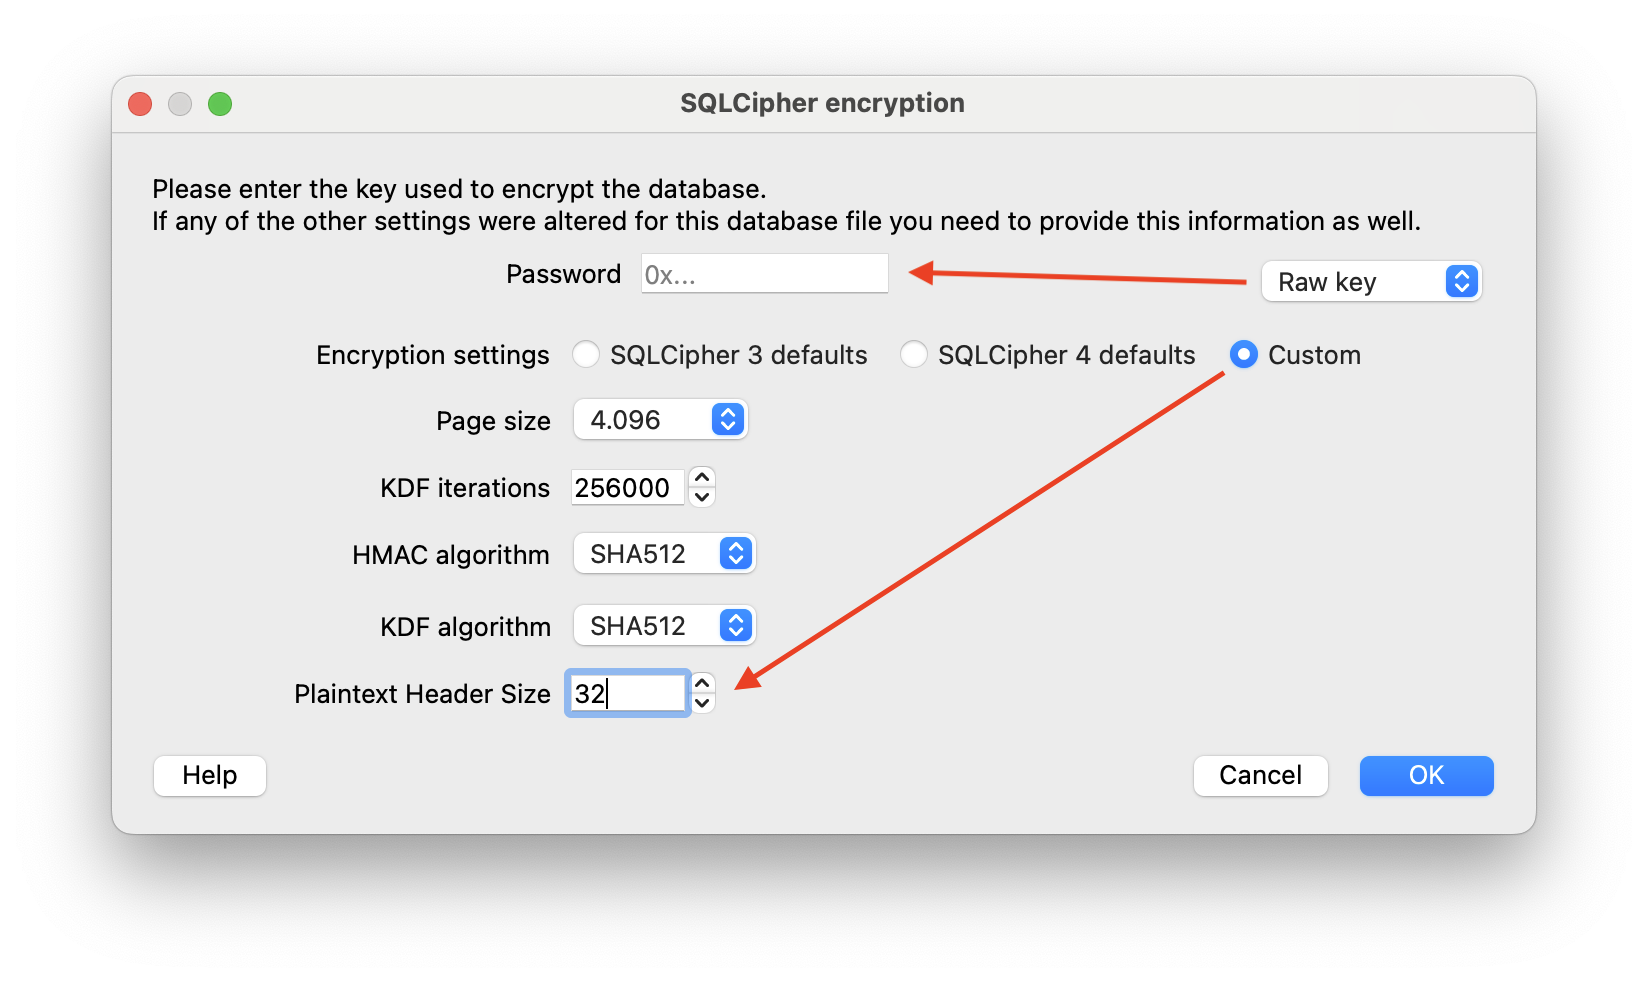 SQLCipher encryption
Please enter the key used to encrypt the database.
If any of the other settings were altered for this database file you need to provide this information as well.
Password 0x... Raw key
Encryption settings SQLCipher 3 defaults SQLCipher 4 defaults Custom
Page size 4.096
KDF iterations 256000
HMAC algorithm SHA512
KDF algorithm SHA512
Plaintext Header Size 32
Help Cancel OK